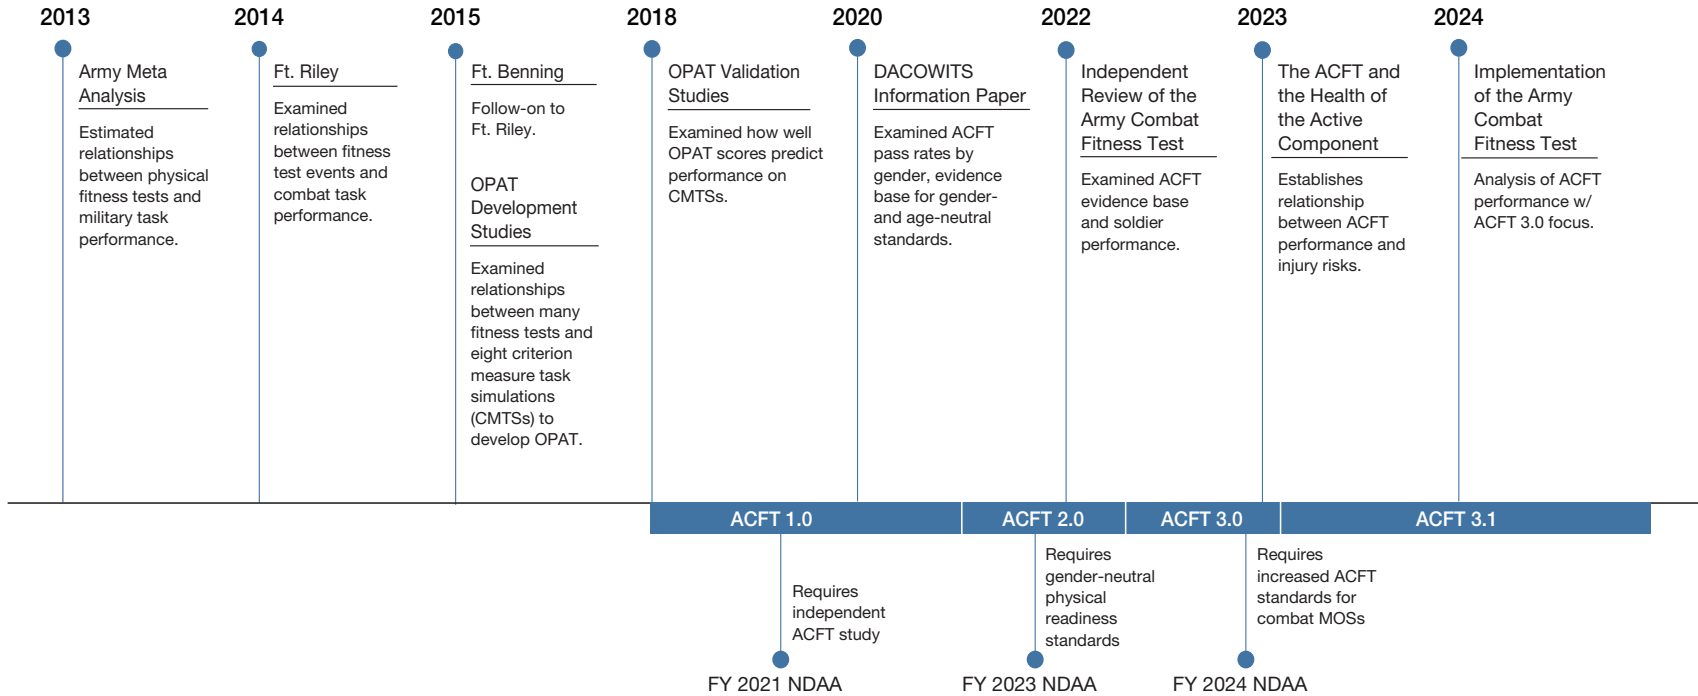 2013
Army Meta
Analysis
Estimated
relationships
between physical
fitness tests and
military task
performance.
2014
Ft. Riley
Examined
relationships
between fitness
test events and
combat task
performance.
2015
Ft. Benning
Follow-on to
Ft. Riley.
OPAT
Development
Studies
Examined
relationships
between many
fitness tests and
eight criterion
measure task
simulations
(CMTSs) to
develop OPAT.
2018
OPAT Validation
Studies
Examined how well
OPAT scores predict
performance on
CMTSs.
2020
DACOWITS
Information Paper
Examined ACFT
pass rates by
gender, evidence
base for gender-
and age-neutral
standards.
2022
Independent
Review of the
Army Combat
Fitness Test
Examined ACFT
evidence base
and soldier
performance.
2023
The ACFT and
the Health of
the Active
Component
Establishes
relationship
between ACFT
performance and
injury risks.
2024
Implementation
of the Army
Combat
Fitness Test
Analysis of ACFT
performance w/
ACFT 3.0 focus.
ACFT 1.0
ACFT 2.0
ACFT 3.0
ACFT 3.1
Requires
independent
ACFT study
FY 2021 NDAA
Requires
gender-neutral
physical
readiness
standards
FY 2023 NDAA
Requires
increased ACFT
standards for
combat MOSs
FY 2024 NDAA